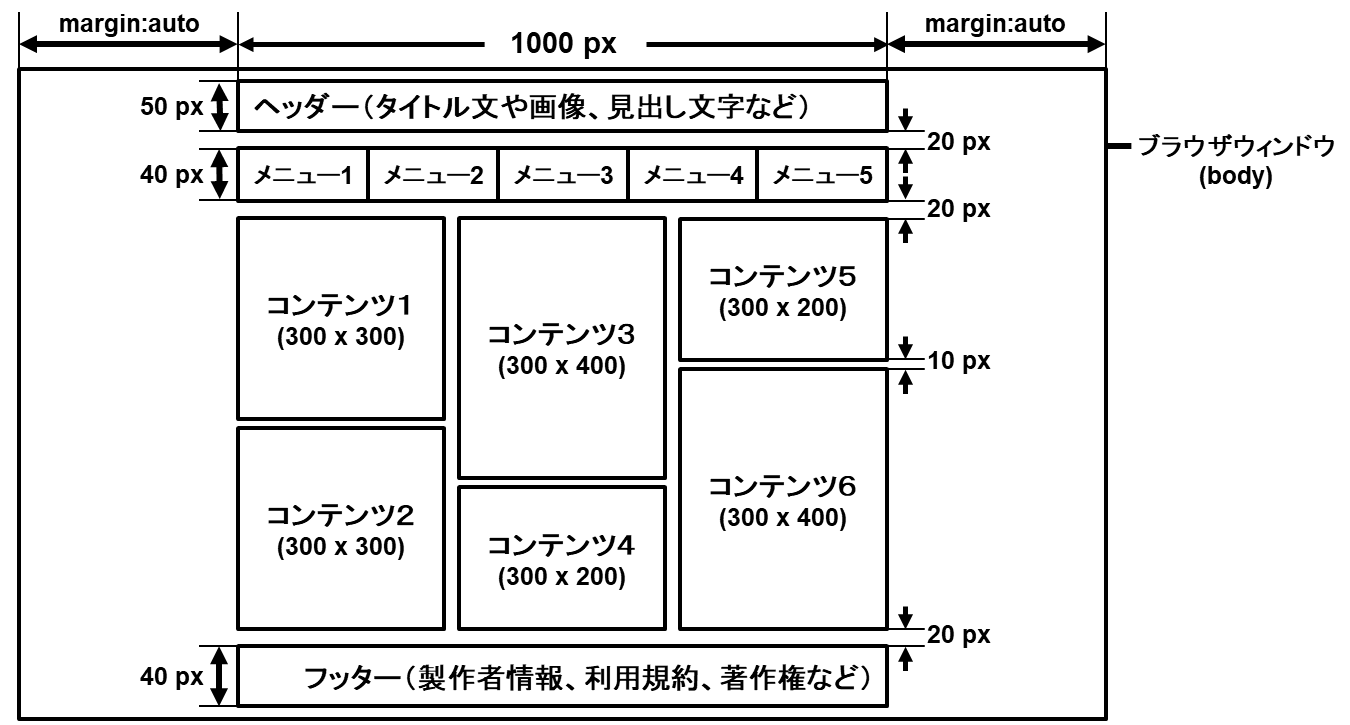 margin:auto
1000 px
margin:auto
50 px
ヘッダー(タイトル文や画像、見出し文字など)
20 px
ブラウザウィンドウ
(body)
40 px
メニュー1
メニュー2
メニュー3
メニュー4
メニュー5
20 px
コンテンツ1
(300 x 300)
コンテンツ3
(300 x 400)
コンテンツ5
(300 x 200)
10 px
コンテンツ2
(300 x 300)
コンテンツ4
(300 x 200)
コンテンツ6
(300 x 400)
20 px
40 px
フッター(製作者情報、利用規約、著作権など)